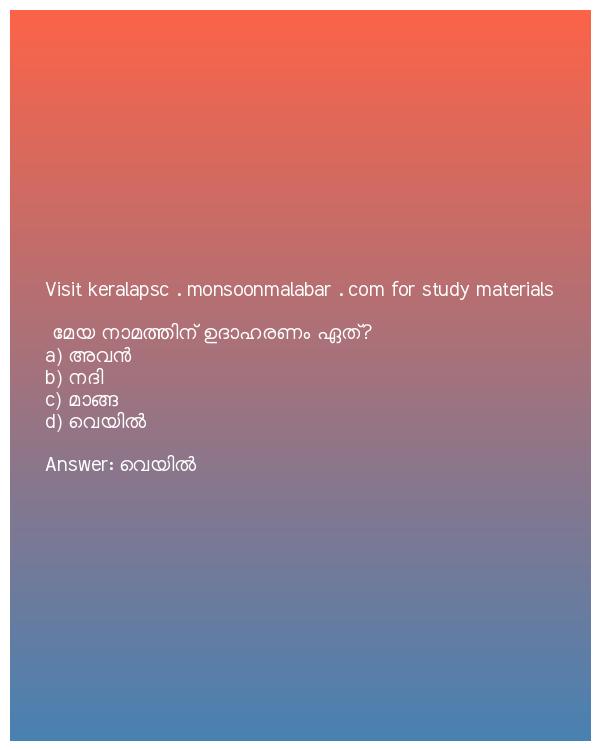 Visit keralapsc . monsoonmalabar . com for study materials
മേയ നാമത്തിന് ഉദാഹരണം ഏത്?
a) അവൻ
b) നദി
c) മാങ്ങ
d) വെയിൽ
Answer: വെയിൽ